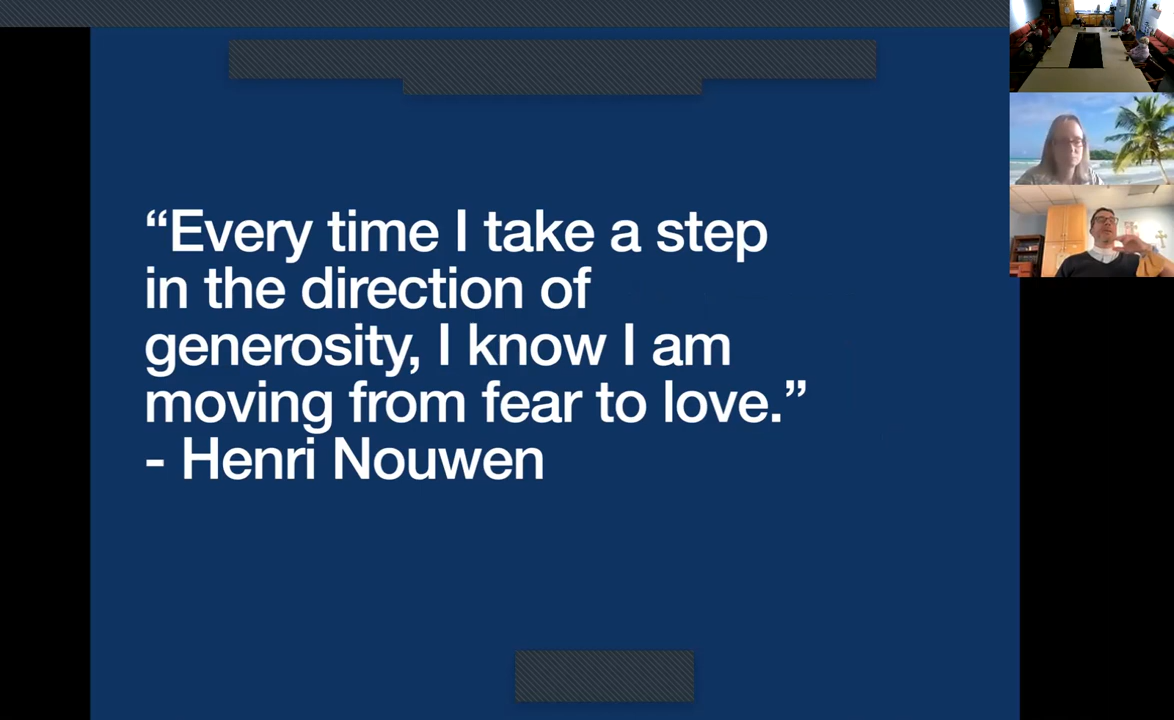 “Every time I take a step
in the direction of
generosity, I know I am
moving from fear to love.”
- Henri Nouwen